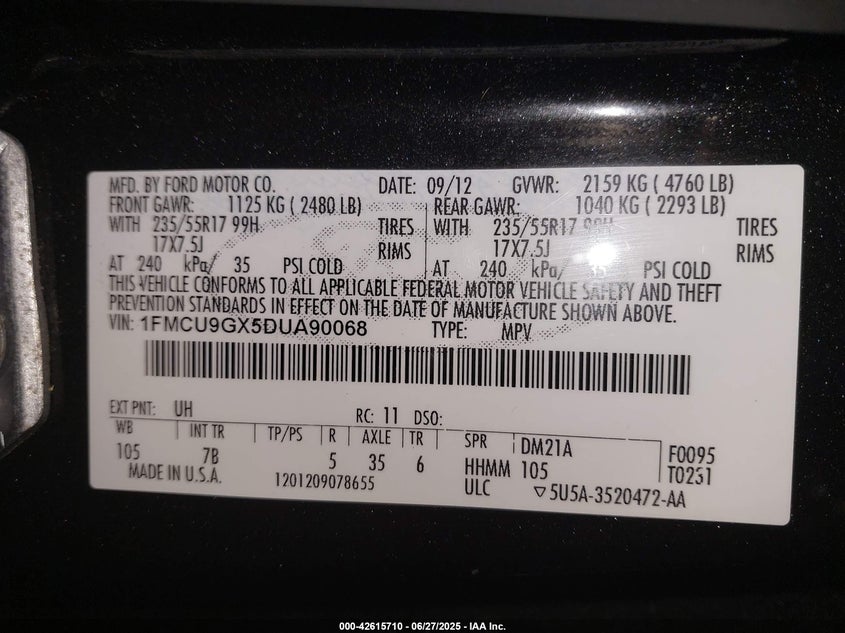 MFD. BY FORD MOTOR CO. DATE: 09/12 GVWR: 2159 KG ( 4760 LB)
FRONT GAWR: 1125 KG ( 2480 LB) REAR GAWR: 1040 KG ( 2293 LB)
WITH 235/55R17 99H TIRES WITH 235/55R17 99H TIRES
17X7.5J RIMS 17X7.5J RIMS
AT 240 kPa/ 35 PSI COLD AT 240 kPa/ 35 PSI COLD
THIS VEHICLE CONFORMS TO ALL APPLICABLE FEDERAL MOTOR VEHICLE SAFETY AND THEFT
PREVENTION STANDARDS IN EFFECT ON THE DATE OF MANUFACTURE SHOWN ABOVE.
VIN: 1FMCU9GX5DUA90068 TYPE: MPV
EXT PNT: UH RC: 11 DSO:
WB INT TR TP/PS R AXLE TR SPR DM21A F0095
105 7B 5 35 6 HHMM 105 T0231
MADE IN U.S.A. 1201209078655 ULC ▽5U5A-3520472-AA
000-42615710 - 06/27/2025 - IAA Inc.